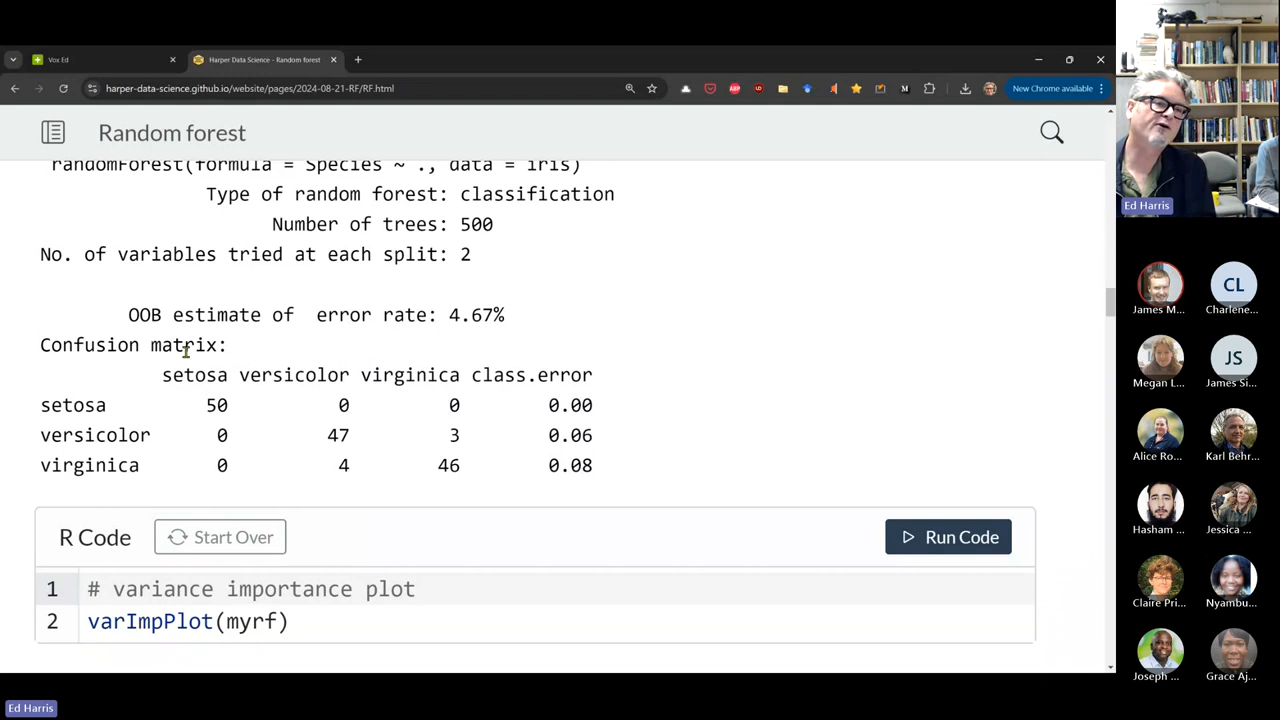 Vox Ed
Harper Data Science - Random forest
harper-data-science.github.io/website/pages/2024-08-21-RF/RF.html
New Chrome available
Random forest
randomForest(formula = Species ~ ., data = iris)
Type of random forest: classification
Number of trees: 500
No. of variables tried at each split: 2
OOB estimate of  error rate: 4.67%
Confusion matrix:
setosa versicolor virginica class.error
setosa 50 0 0 0.00
versicolor 0 47 3 0.06
virginica 0 4 46 0.08
R Code
Start Over
Run Code
1 # variance importance plot
2 varImpPlot(myrf)
Ed Harris
CL
James M...
Charlene...
JS
Megan L...
James Si...
Alice Ro...
Karl Behr...
Hasham ...
Jessica ...
Claire Pri...
Nyambu...
Joseph ...
Grace Aj...
Ed Harris